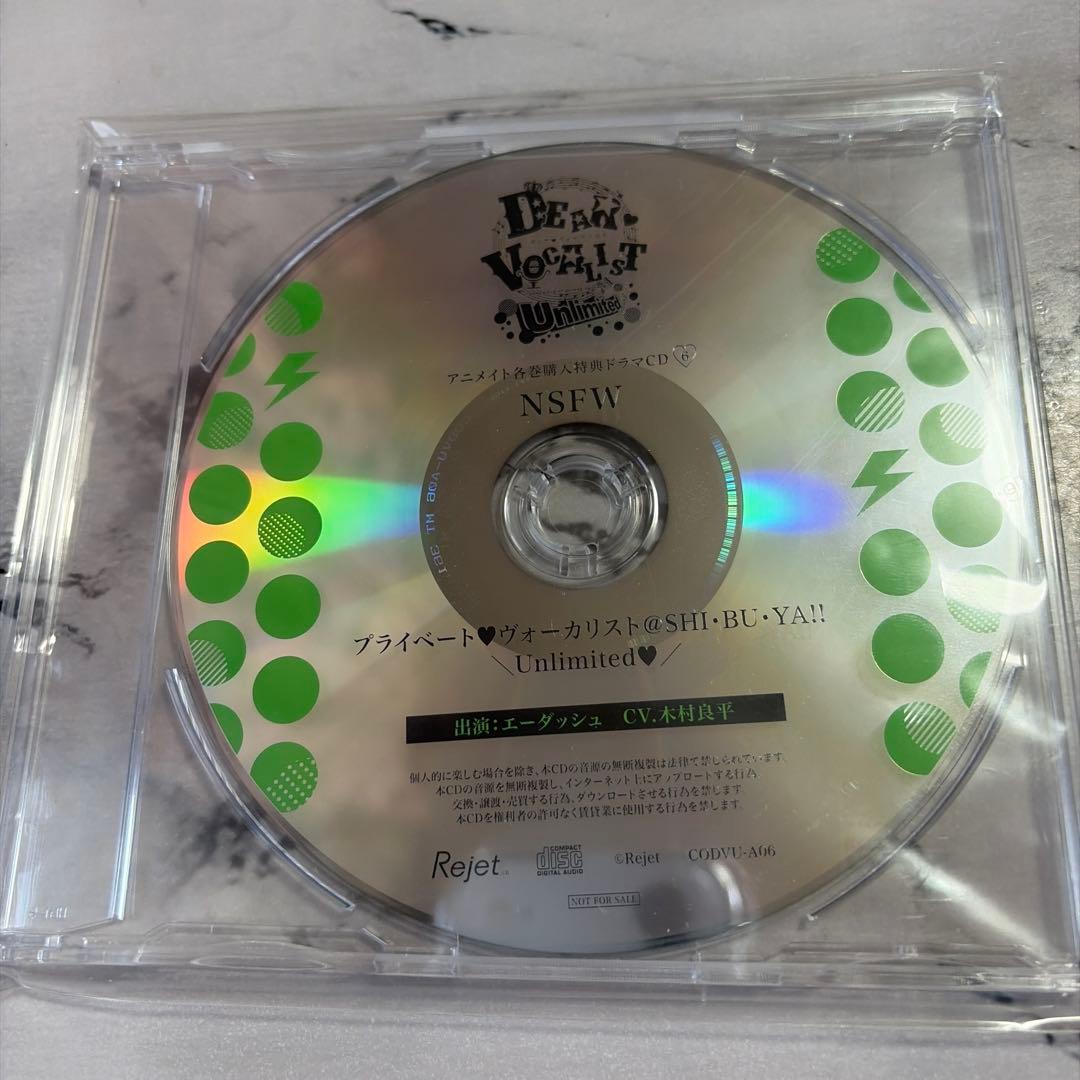 DEAR
VOCALIST
Unlimited
アニメイト各巻購入特典ドラマCD 6
NSFW
プライベート♥ヴォーカリスト@SHI・BU・YA!!
＼Unlimited♥／
出演：エーダッシュ CV.木村良平
個人的に楽しむ場合を除き、本CDの音源の無断複製は法律で禁じられています。
本CDの音源を無断複製し、インターネット上にアップロードする行為、
交換・譲渡・売買する行為、ダウンロードさせる行為を禁じます。
本CDを権利者の許可なく賃貸業に使用する行為を禁じます。
Rejet
COMPACT
disc
DIGITAL AUDIO
©Rejet CODVU-A06
NOT FOR SALE